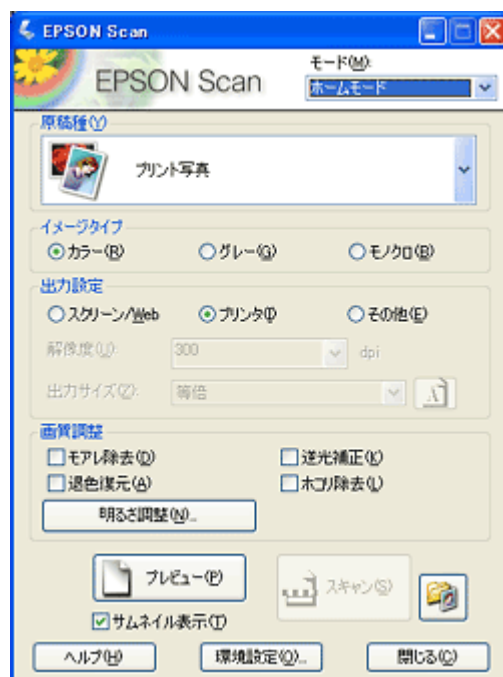 EPSON Scan
EPSON Scan
モード(M):
ホームモード
原稿種(Y)
プリント写真
イメージタイプ
カラー(R) グレー(G) モノクロ(B)
出力設定
スクリーン/Web プリンタ(I) その他(E)
解像度(U): 300 dpi
出力サイズ(Z): 等倍
画質調整
モアレ除去(D) 逆光補正(K)
退色復元(A) ホコリ除去(L)
明るさ調整(N)...
プレビュー(P) スキャン(S)
サムネイル表示(T)
ヘルプ(H) 環境設定(O)... 閉じる(C)